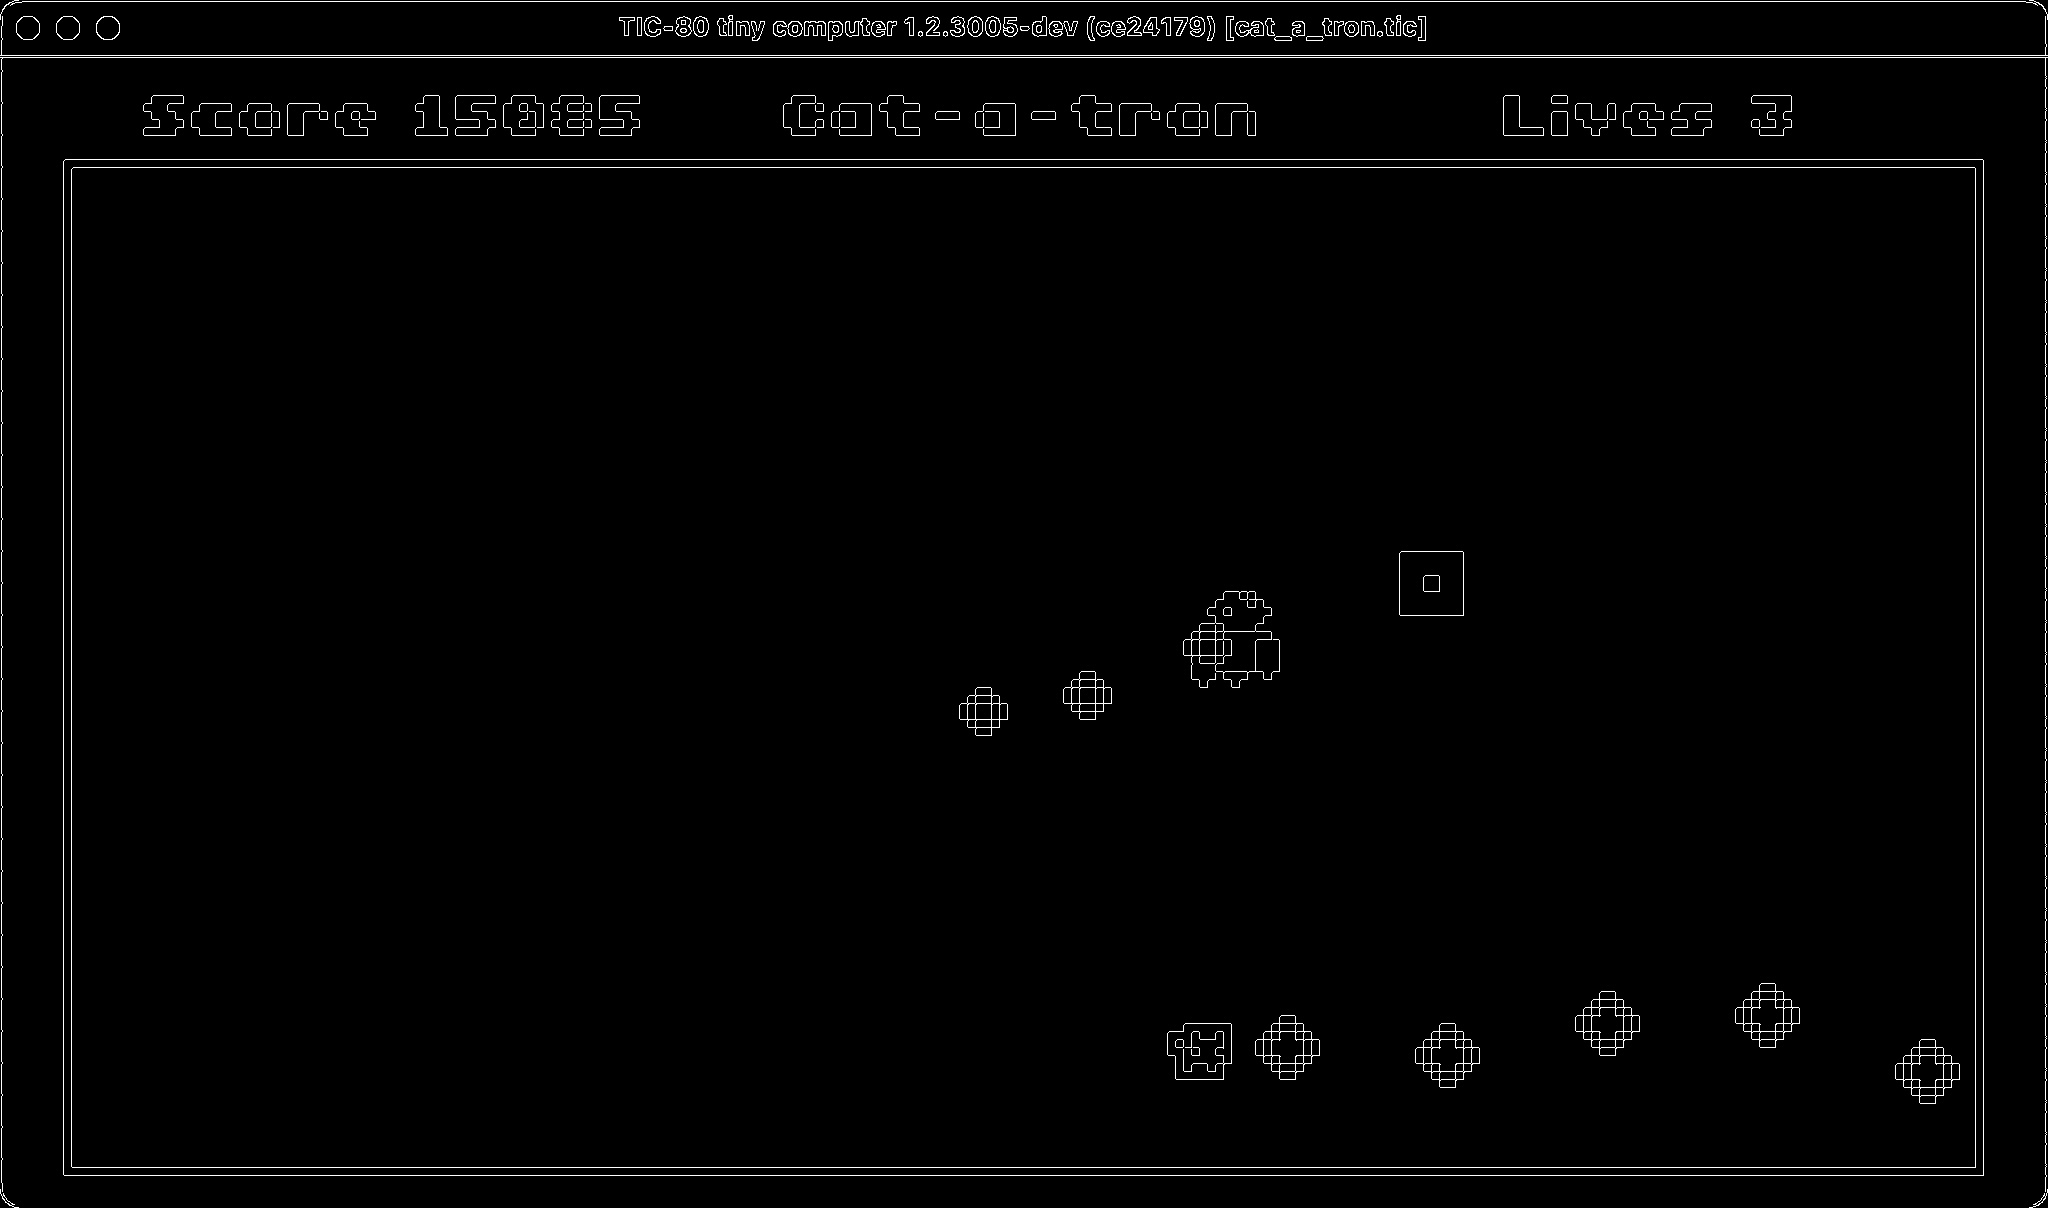 TIC-80 tiny computer 1.2.3005-dev (ce24179) [cat_a_tron.tic]
Score 15085 Cat-a-tron Lives 3